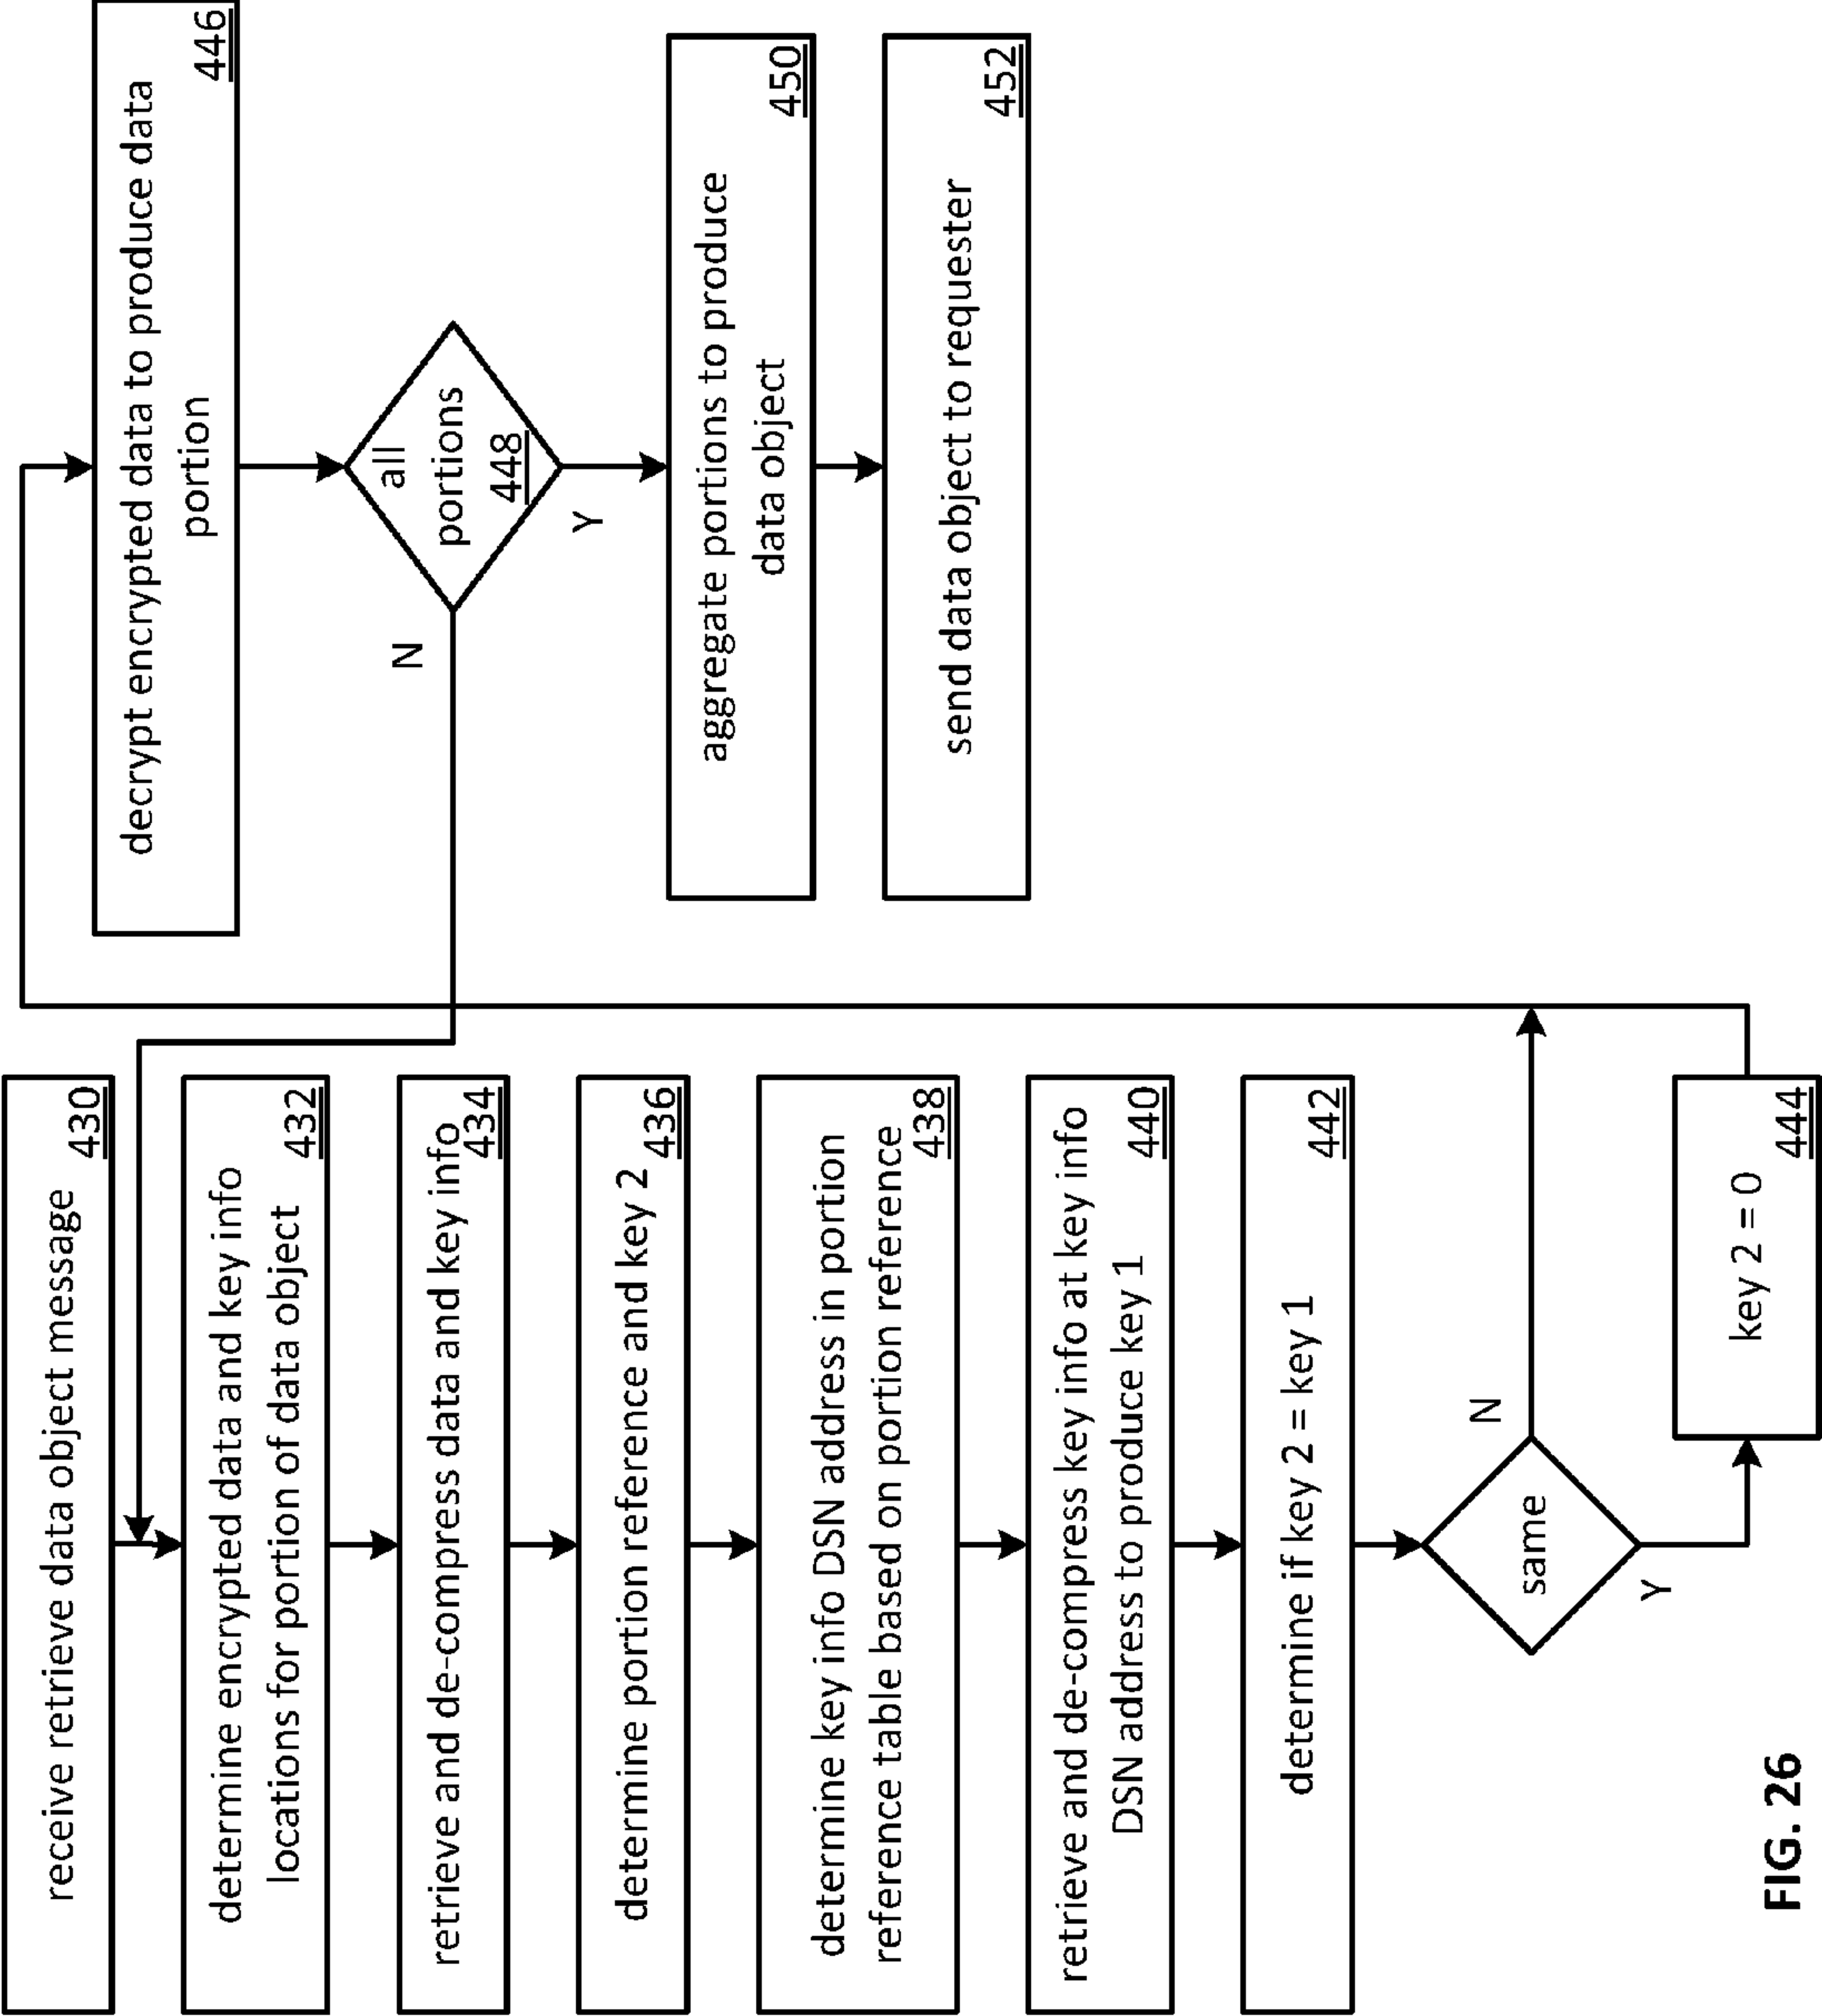 receive retrieve data object message
430
determine encrypted data and key info
locations for portion of data object
432
retrieve and de-compress data and key info
434
determine portion reference and key 2
436
determine key info DSN address in portion
reference table based on portion reference
438
retrieve and de-compress key info at key info
DSN address to produce key 1
440
determine if key 2 = key 1
442
same
N
Y
key 2 = 0
444
decrypt encrypted data to produce data
portion
446
all
portions
448
N
Y
aggregate portions to produce
data object
450
send data object to requester
452
FIG. 26